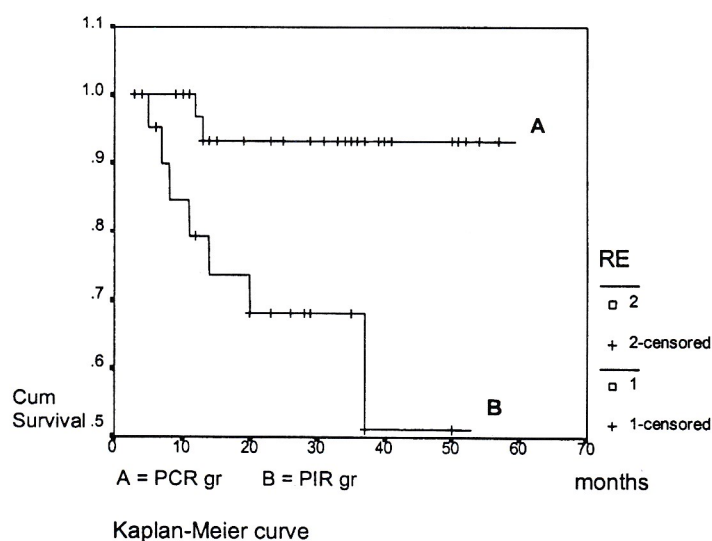 1.1
1.0
.9
.8
.7
.6
.5
Cum
Survival
0 10 20 30 40 50 60 70
months
A
B
RE
2
2-censored
1
1-censored
A = PCR gr B = PIR gr
Kaplan-Meier curve